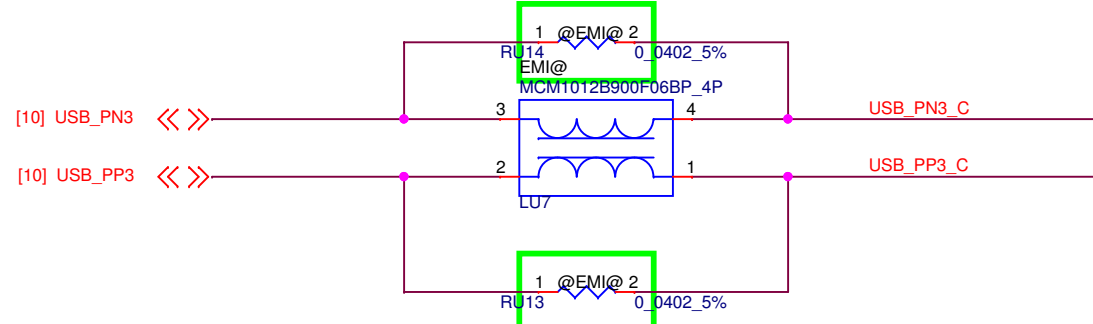 1 @EMI@ 2
RU14 0_0402_5%
EMI@
MCM1012B900F06BP_4P
[10] USB_PN3 3 4 USB_PN3_C
[10] USB_PP3 2 1 USB_PP3_C
LU7
1 @EMI@ 2
RU13 0_0402_5%